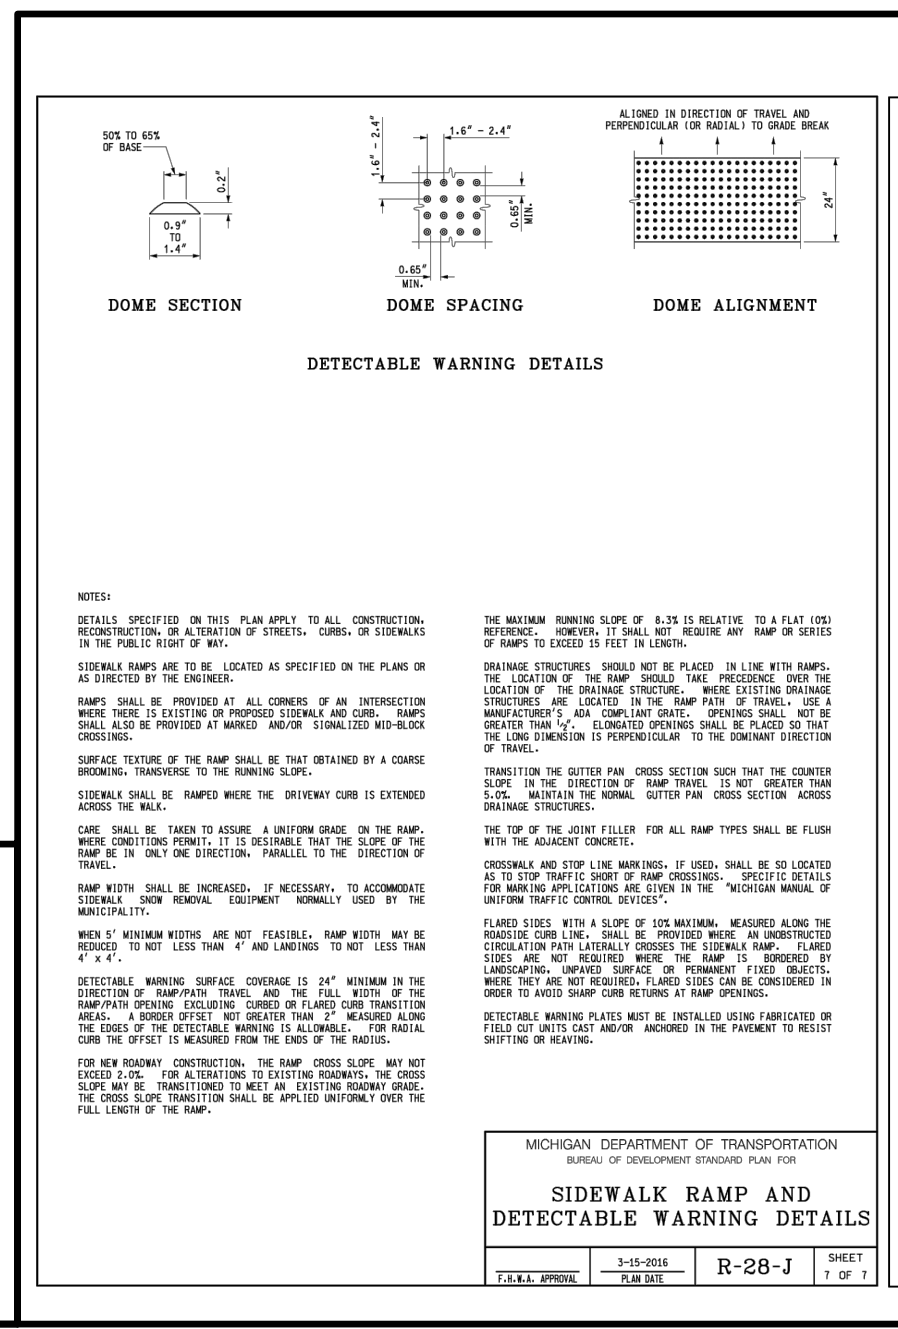 50% TO 65%
OF BASE
0.2"
0.9"
TO
1.4"
DOME SECTION
1.6" - 2.4"
1.6" - 2.4"
0.65"
MIN.
0.65"
MIN.
DOME SPACING
ALIGNED IN DIRECTION OF TRAVEL AND
PERPENDICULAR (OR RADIAL) TO GRADE BREAK
24"
DOME ALIGNMENT
DETECTABLE WARNING DETAILS
NOTES:
DETAILS SPECIFIED ON THIS PLAN APPLY TO ALL CONSTRUCTION,
RECONSTRUCTION, OR ALTERATION OF STREETS, CURBS, OR SIDEWALKS
IN THE PUBLIC RIGHT OF WAY.
SIDEWALK RAMPS ARE TO BE LOCATED AS SPECIFIED ON THE PLANS OR
AS DIRECTED BY THE ENGINEER.
RAMPS SHALL BE PROVIDED AT ALL CORNERS OF AN INTERSECTION
WHERE THERE IS EXISTING OR PROPOSED SIDEWALK AND CURB. RAMPS
SHALL ALSO BE PROVIDED AT MARKED AND/OR SIGNALIZED MID-BLOCK
CROSSINGS.
SURFACE TEXTURE OF THE RAMP SHALL BE THAT OBTAINED BY A COARSE
BROOMING, TRANSVERSE TO THE RUNNING SLOPE.
SIDEWALK SHALL BE RAMPED WHERE THE DRIVEWAY CURB IS EXTENDED
ACROSS THE WALK.
CARE SHALL BE TAKEN TO ASSURE A UNIFORM GRADE ON THE RAMP.
WHERE CONDITIONS PERMIT, IT IS DESIRABLE THAT THE SLOPE OF THE
RAMP BE IN ONLY ONE DIRECTION, PARALLEL TO THE DIRECTION OF
TRAVEL.
RAMP WIDTH SHALL BE INCREASED, IF NECESSARY, TO ACCOMMODATE
SIDEWALK SNOW REMOVAL EQUIPMENT NORMALLY USED BY THE
MUNICIPALITY.
WHEN 5' MINIMUM WIDTHS ARE NOT FEASIBLE, RAMP WIDTH MAY BE
REDUCED TO NOT LESS THAN 4' AND LANDINGS TO NOT LESS THAN
4' x 4'.
DETECTABLE WARNING SURFACE COVERAGE IS 24" MINIMUM IN THE
DIRECTION OF RAMP/PATH TRAVEL AND THE FULL WIDTH OF THE
RAMP/PATH OPENING EXCLUDING CURBED OR FLARED CURB TRANSITION
AREAS. A BORDER OFFSET NOT GREATER THAN 2" MEASURED ALONG
THE EDGES OF THE DETECTABLE WARNING IS ALLOWABLE. FOR RADIAL
CURB THE OFFSET IS MEASURED FROM THE ENDS OF THE RADIUS.
FOR NEW ROADWAY CONSTRUCTION, THE RAMP CROSS SLOPE MAY NOT
EXCEED 2.0%. FOR ALTERATIONS TO EXISTING ROADWAYS, THE CROSS
SLOPE MAY BE TRANSITIONED TO MEET AN EXISTING ROADWAY GRADE.
THE CROSS SLOPE TRANSITION SHALL BE APPLIED UNIFORMLY OVER THE
FULL LENGTH OF THE RAMP.
THE MAXIMUM RUNNING SLOPE OF 8.3% IS RELATIVE TO A FLAT (0%)
REFERENCE. HOWEVER, IT SHALL NOT REQUIRE ANY RAMP OR SERIES
OF RAMPS TO EXCEED 15 FEET IN LENGTH.
DRAINAGE STRUCTURES SHOULD NOT BE PLACED IN LINE WITH RAMPS.
THE LOCATION OF THE RAMP SHOULD TAKE PRECEDENCE OVER THE
LOCATION OF THE DRAINAGE STRUCTURE. WHERE EXISTING DRAINAGE
STRUCTURES ARE LOCATED IN THE RAMP PATH OF TRAVEL, USE A
MANUFACTURER'S ADA COMPLIANT GRATE. OPENINGS SHALL NOT BE
GREATER THAN 1/2". ELONGATED OPENINGS SHALL BE PLACED SO THAT
THE LONG DIMENSION IS PERPENDICULAR TO THE DOMINANT DIRECTION
OF TRAVEL.
TRANSITION THE GUTTER PAN CROSS SECTION SUCH THAT THE COUNTER
SLOPE IN THE DIRECTION OF RAMP TRAVEL IS NOT GREATER THAN
5.0%. MAINTAIN THE NORMAL GUTTER PAN CROSS SECTION ACROSS
DRAINAGE STRUCTURES.
THE TOP OF THE JOINT FILLER FOR ALL RAMP TYPES SHALL BE FLUSH
WITH THE ADJACENT CONCRETE.
CROSSWALK AND STOP LINE MARKINGS, IF USED, SHALL BE SO LOCATED
AS TO STOP TRAFFIC SHORT OF RAMP CROSSINGS. SPECIFIC DETAILS
FOR MARKING APPLICATIONS ARE GIVEN IN THE "MICHIGAN MANUAL OF
UNIFORM TRAFFIC CONTROL DEVICES".
FLARED SIDES WITH A SLOPE OF 10% MAXIMUM, MEASURED ALONG THE
ROADSIDE CURB LINE, SHALL BE PROVIDED WHERE AN UNOBSTRUCTED
CIRCULATION PATH LATERALLY CROSSES THE SIDEWALK RAMP. FLARED
SIDES ARE NOT REQUIRED WHERE THE RAMP IS BORDERED BY
LANDSCAPING, UNPAVED SURFACE OR PERMANENT FIXED OBJECTS.
WHERE THEY ARE NOT REQUIRED, FLARED SIDES CAN BE CONSIDERED IN
ORDER TO AVOID SHARP CURB RETURNS AT RAMP OPENINGS.
DETECTABLE WARNING PLATES MUST BE INSTALLED USING FABRICATED OR
FIELD CUT UNITS CAST AND/OR ANCHORED IN THE PAVEMENT TO RESIST
SHIFTING OR HEAVING.
MICHIGAN DEPARTMENT OF TRANSPORTATION
BUREAU OF DEVELOPMENT STANDARD PLAN FOR
SIDEWALK RAMP AND
DETECTABLE WARNING DETAILS
F.H.W.A. APPROVAL
3-15-2016
PLAN DATE
R-28-J
SHEET
7 OF 7